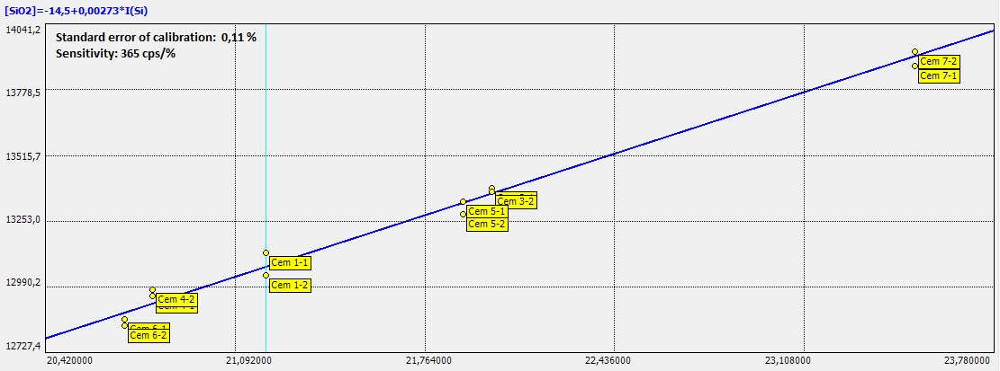 [SiO2]=-14,5+0,00273*I(Si)
14041,2
Standard error of calibration: 0,11 %
Sensitivity: 365 cps/%
Cem 7-2
Cem 7-1
13778,5
13515,7
Cem 3-2
Cem 5-1
Cem 5-2
13253,0
Cem 1-1
Cem 1-2
12990,2
Cem 4-2
Cem 6-1
Cem 6-2
12727,4
20,420000 21,092000 21,764000 22,436000 23,108000 23,780000